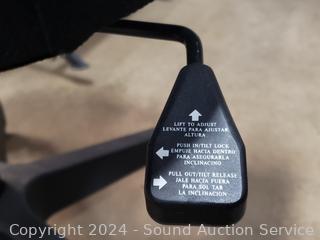 LIFT TO ADJUST
LEVANTE PARA AJUSTAR
ALTURA
PUSH IN/TILT LOCK
EMPUJE HACIA DENTRO
PARA ASEGURARLA
INCLINACINO
PULL OUT/TILT RELEASE
JALE HACIA FUERA
PARA SOL TAR
LA INCLINACION
Copyright 2024 - Sound Auction Service